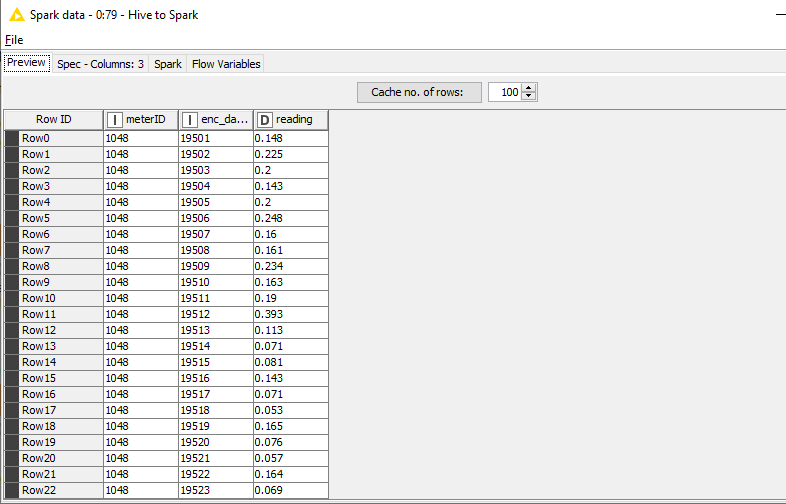 Spark data - 0:79 - Hive to Spark
File
Preview Spec - Columns: 3 Spark Flow Variables
Cache no. of rows: 100
Row ID I meterID I enc_da... D reading
Row0 1048 19501 0.148
Row1 1048 19502 0.225
Row2 1048 19503 0.2
Row3 1048 19504 0.143
Row4 1048 19505 0.2
Row5 1048 19506 0.248
Row6 1048 19507 0.16
Row7 1048 19508 0.161
Row8 1048 19509 0.234
Row9 1048 19510 0.163
Row10 1048 19511 0.19
Row11 1048 19512 0.393
Row12 1048 19513 0.113
Row13 1048 19514 0.071
Row14 1048 19515 0.081
Row15 1048 19516 0.143
Row16 1048 19517 0.071
Row17 1048 19518 0.053
Row18 1048 19519 0.165
Row19 1048 19520 0.076
Row20 1048 19521 0.057
Row21 1048 19522 0.164
Row22 1048 19523 0.069